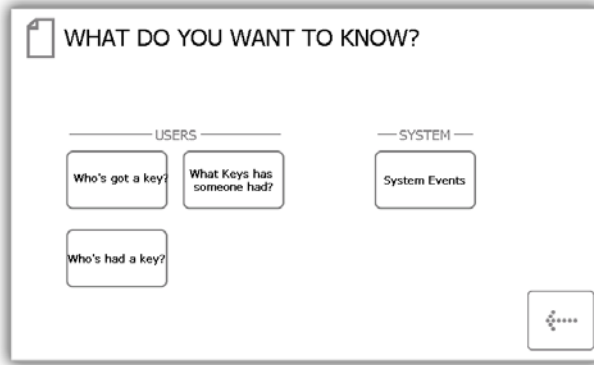 WHAT DO YOU WANT TO KNOW?
USERS
SYSTEM
Who's got a key?
What Keys has
someone had?
System Events
Who's had a key?